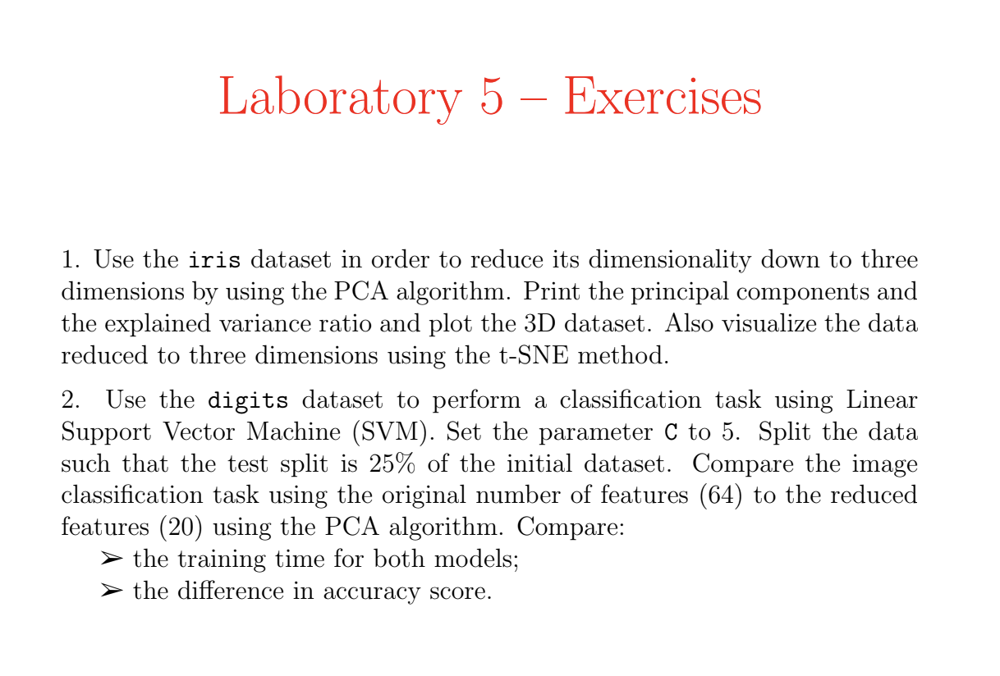 Laboratory 5 – Exercises
1. Use the iris dataset in order to reduce its dimensionality down to three
dimensions by using the PCA algorithm. Print the principal components and
the explained variance ratio and plot the 3D dataset. Also visualize the data
reduced to three dimensions using the t-SNE method.
2. Use the digits dataset to perform a classification task using Linear
Support Vector Machine (SVM). Set the parameter C to 5. Split the data
such that the test split is 25% of the initial dataset. Compare the image
classification task using the original number of features (64) to the reduced
features (20) using the PCA algorithm. Compare:
➢ the training time for both models;
➢ the difference in accuracy score.